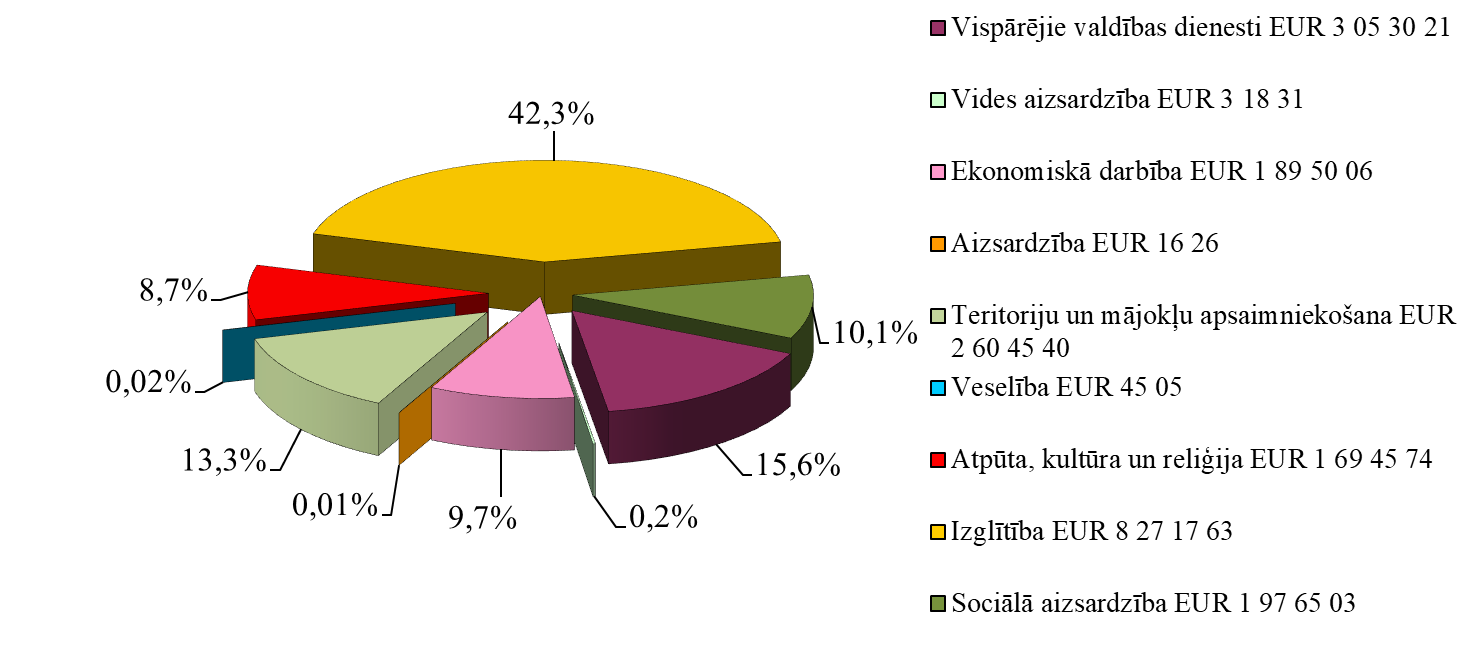 42,3%
8,7%
10,1%
0,02%
13,3%
15,6%
0,01%
9,7%
0,2%
Vispārējie valdības dienesti EUR 3 05 30 21
Vides aizsardzība EUR 3 18 31
Ekonomiskā darbība EUR 1 89 50 06
Aizsardzība EUR 16 26
Teritoriju un mājokļu apsaimniekošana EUR
2 60 45 40
Veselība EUR 45 05
Atpūta, kultūra un reliģija EUR 1 69 45 74
Izglītība EUR 8 27 17 63
Sociālā aizsardzība EUR 1 97 65 03